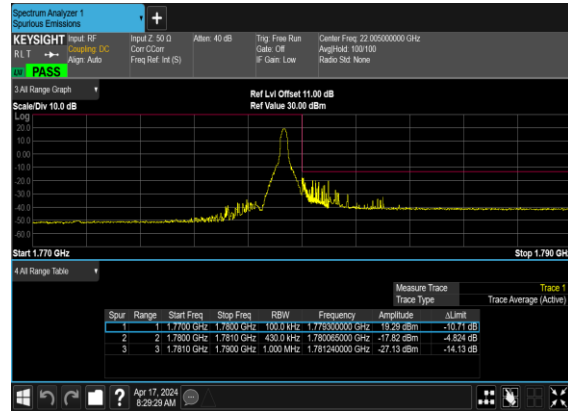 Spectrum Analyzer 1
Spurious Emissions
KEYSIGHT Input: RF Input Z: 50 Ω Atten: 40 dB Trig: Free Run Center Freq: 22.005000000 GHz
RLT Coupling: DC Corr CCorr Gate: Off Avg|Hold: 100/100
Align: Auto Freq Ref: Int (S) IF Gain: Low Radio Std: None
LW PASS
3 All Range Graph
Ref Lvl Offset 11.00 dB
Scale/Div 10.0 dB Ref Value 30.00 dBm
Log
20.0
10.0
0.00
-10.0
-20.0
-30.0
-40.0
-50.0
-60.0
Start 1.770 GHz Stop 1.790 GH
4 All Range Table
Measure Trace Trace 1
Trace Type Trace Average (Active)
Spur Range Start Freq Stop Freq RBW Frequency Amplitude ΔLimit
1 1 1.7700 GHz 1.7800 GHz 100.0 kHz 1.779300000 GHz 19.29 dBm -10.71 dB
2 2 1.7800 GHz 1.7810 GHz 430.0 kHz 1.780065000 GHz -17.82 dBm -4.824 dB
3 3 1.7810 GHz 1.7900 GHz 1.000 MHz 1.781240000 GHz -27.13 dBm -14.13 dB
Apr 17, 2024
8:29:29 AM